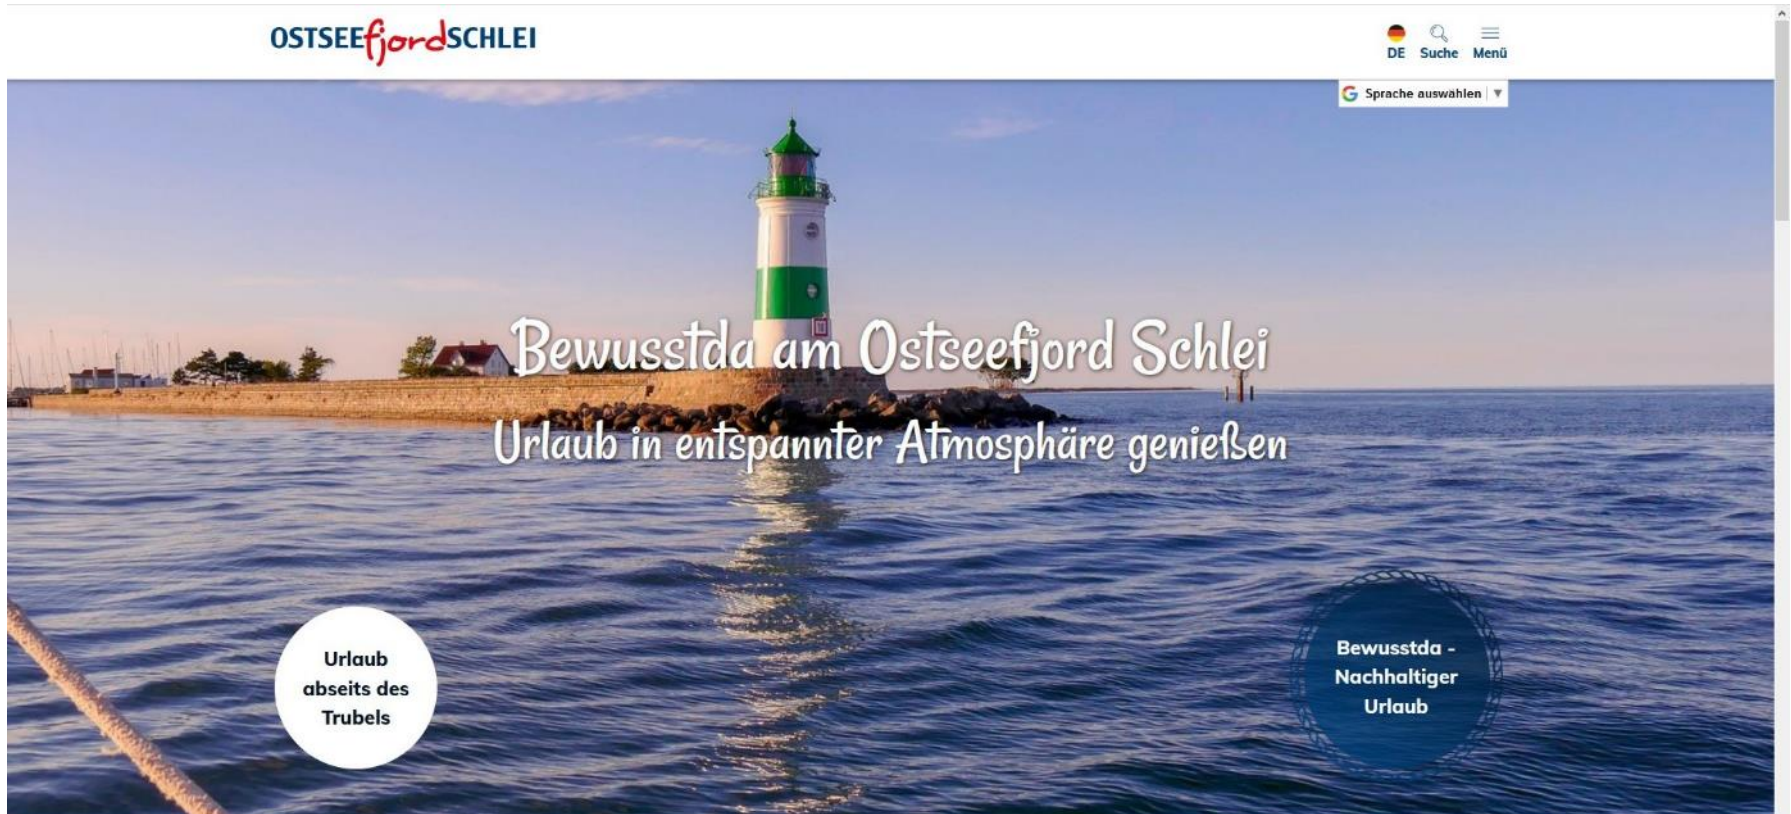 OSTSEEfjordSCHLEI
DE Suche Menü
Sprache auswählen
Bewusstda am Ostseefjord Schlei
Urlaub in entspannter Atmosphäre genießen
Urlaub
abseits des
Trubels
Bewusstda -
Nachhaltiger
Urlaub